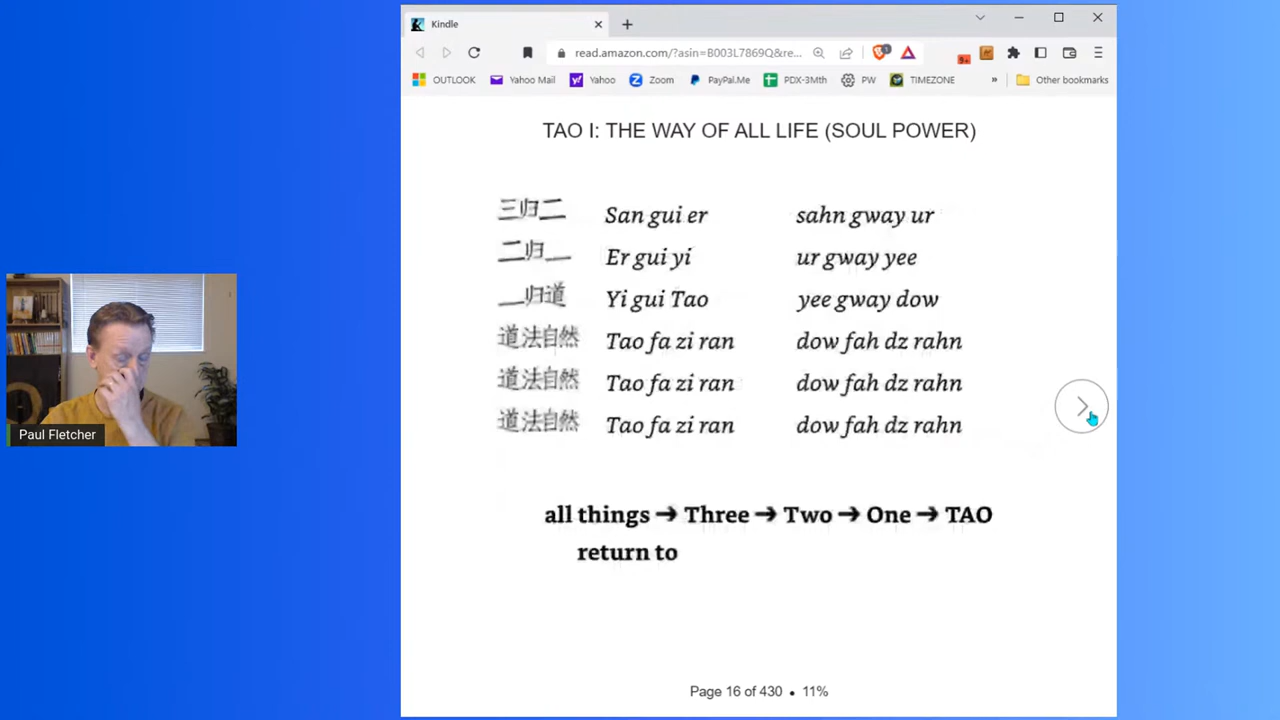 Kindle
read.amazon.com/?asin=B003L7869Q&re...
9+
OUTLOOK Yahoo Mail Yahoo Zoom PayPal.Me PDX-3Mth PW TIMEZONE » Other bookmarks
TAO I: THE WAY OF ALL LIFE (SOUL POWER)
三归二 San gui er sahn gway ur
二归一 Er gui yi ur gway yee
一归道 Yi gui Tao yee gway dow
道法自然 Tao fa zi ran dow fah dz rahn
道法自然 Tao fa zi ran dow fah dz rahn
道法自然 Tao fa zi ran dow fah dz rahn
all things → Three → Two → One → TAO
return to
Paul Fletcher
Page 16 of 430 • 11%